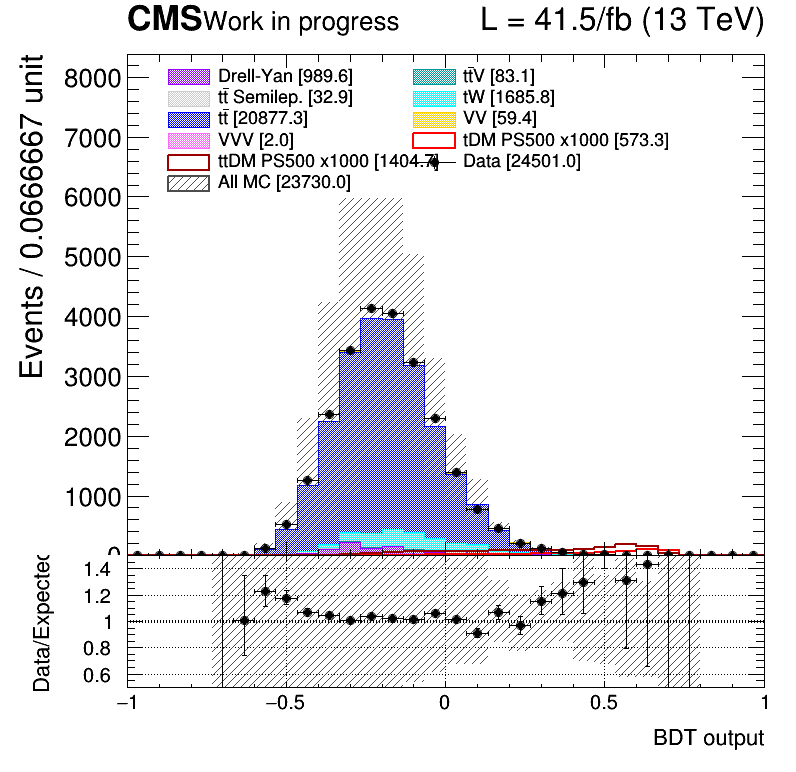 CMS Work in progress L = 41.5/fb (13 TeV)
Events / 0.0666667 unit
8000
7000
6000
5000
4000
3000
2000
1000
0
Drell-Yan [989.6] tt̄V [83.1]
tt̄ Semilep. [32.9] tW [1685.8]
tt̄ [20877.3] VV [59.4]
VVV [2.0] tDM PS500 x1000 [573.3]
ttDM PS500 x1000 [1404.7] Data [24501.0]
All MC [23730.0]
Data/Expected
1.4
1.2
1
0.8
0.6
−1 −0.5 0 0.5 1
BDT output